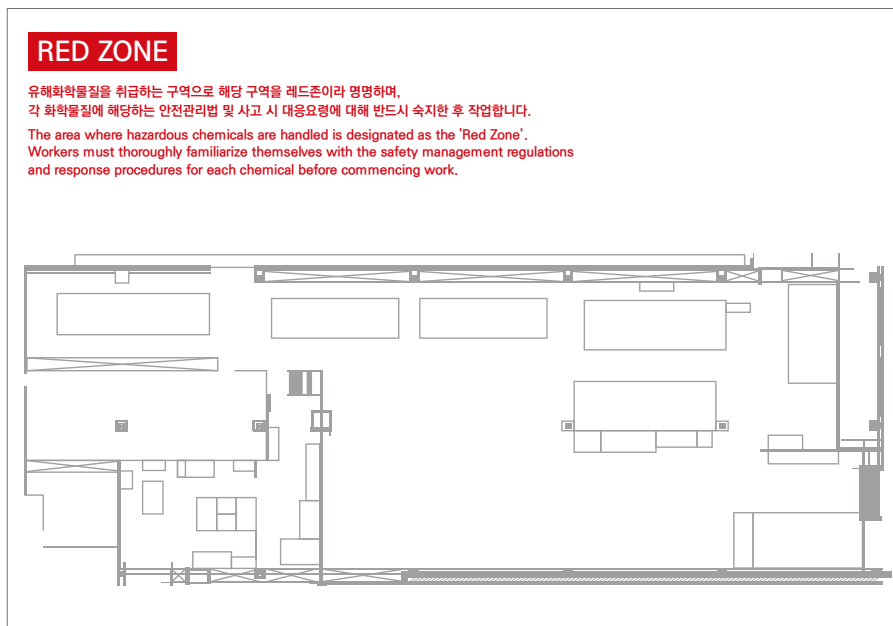 RED ZONE
유해화학물질을 취급하는 구역으로 해당 구역을 레드존이라 명명하며,
각 화학물질에 해당하는 안전관리법 및 사고 시 대응요령에 대해 반드시 숙지한 후 작업합니다.
The area where hazardous chemicals are handled is designated as the 'Red Zone'.
Workers must thoroughly familiarize themselves with the safety management regulations
and response procedures for each chemical before commencing work.